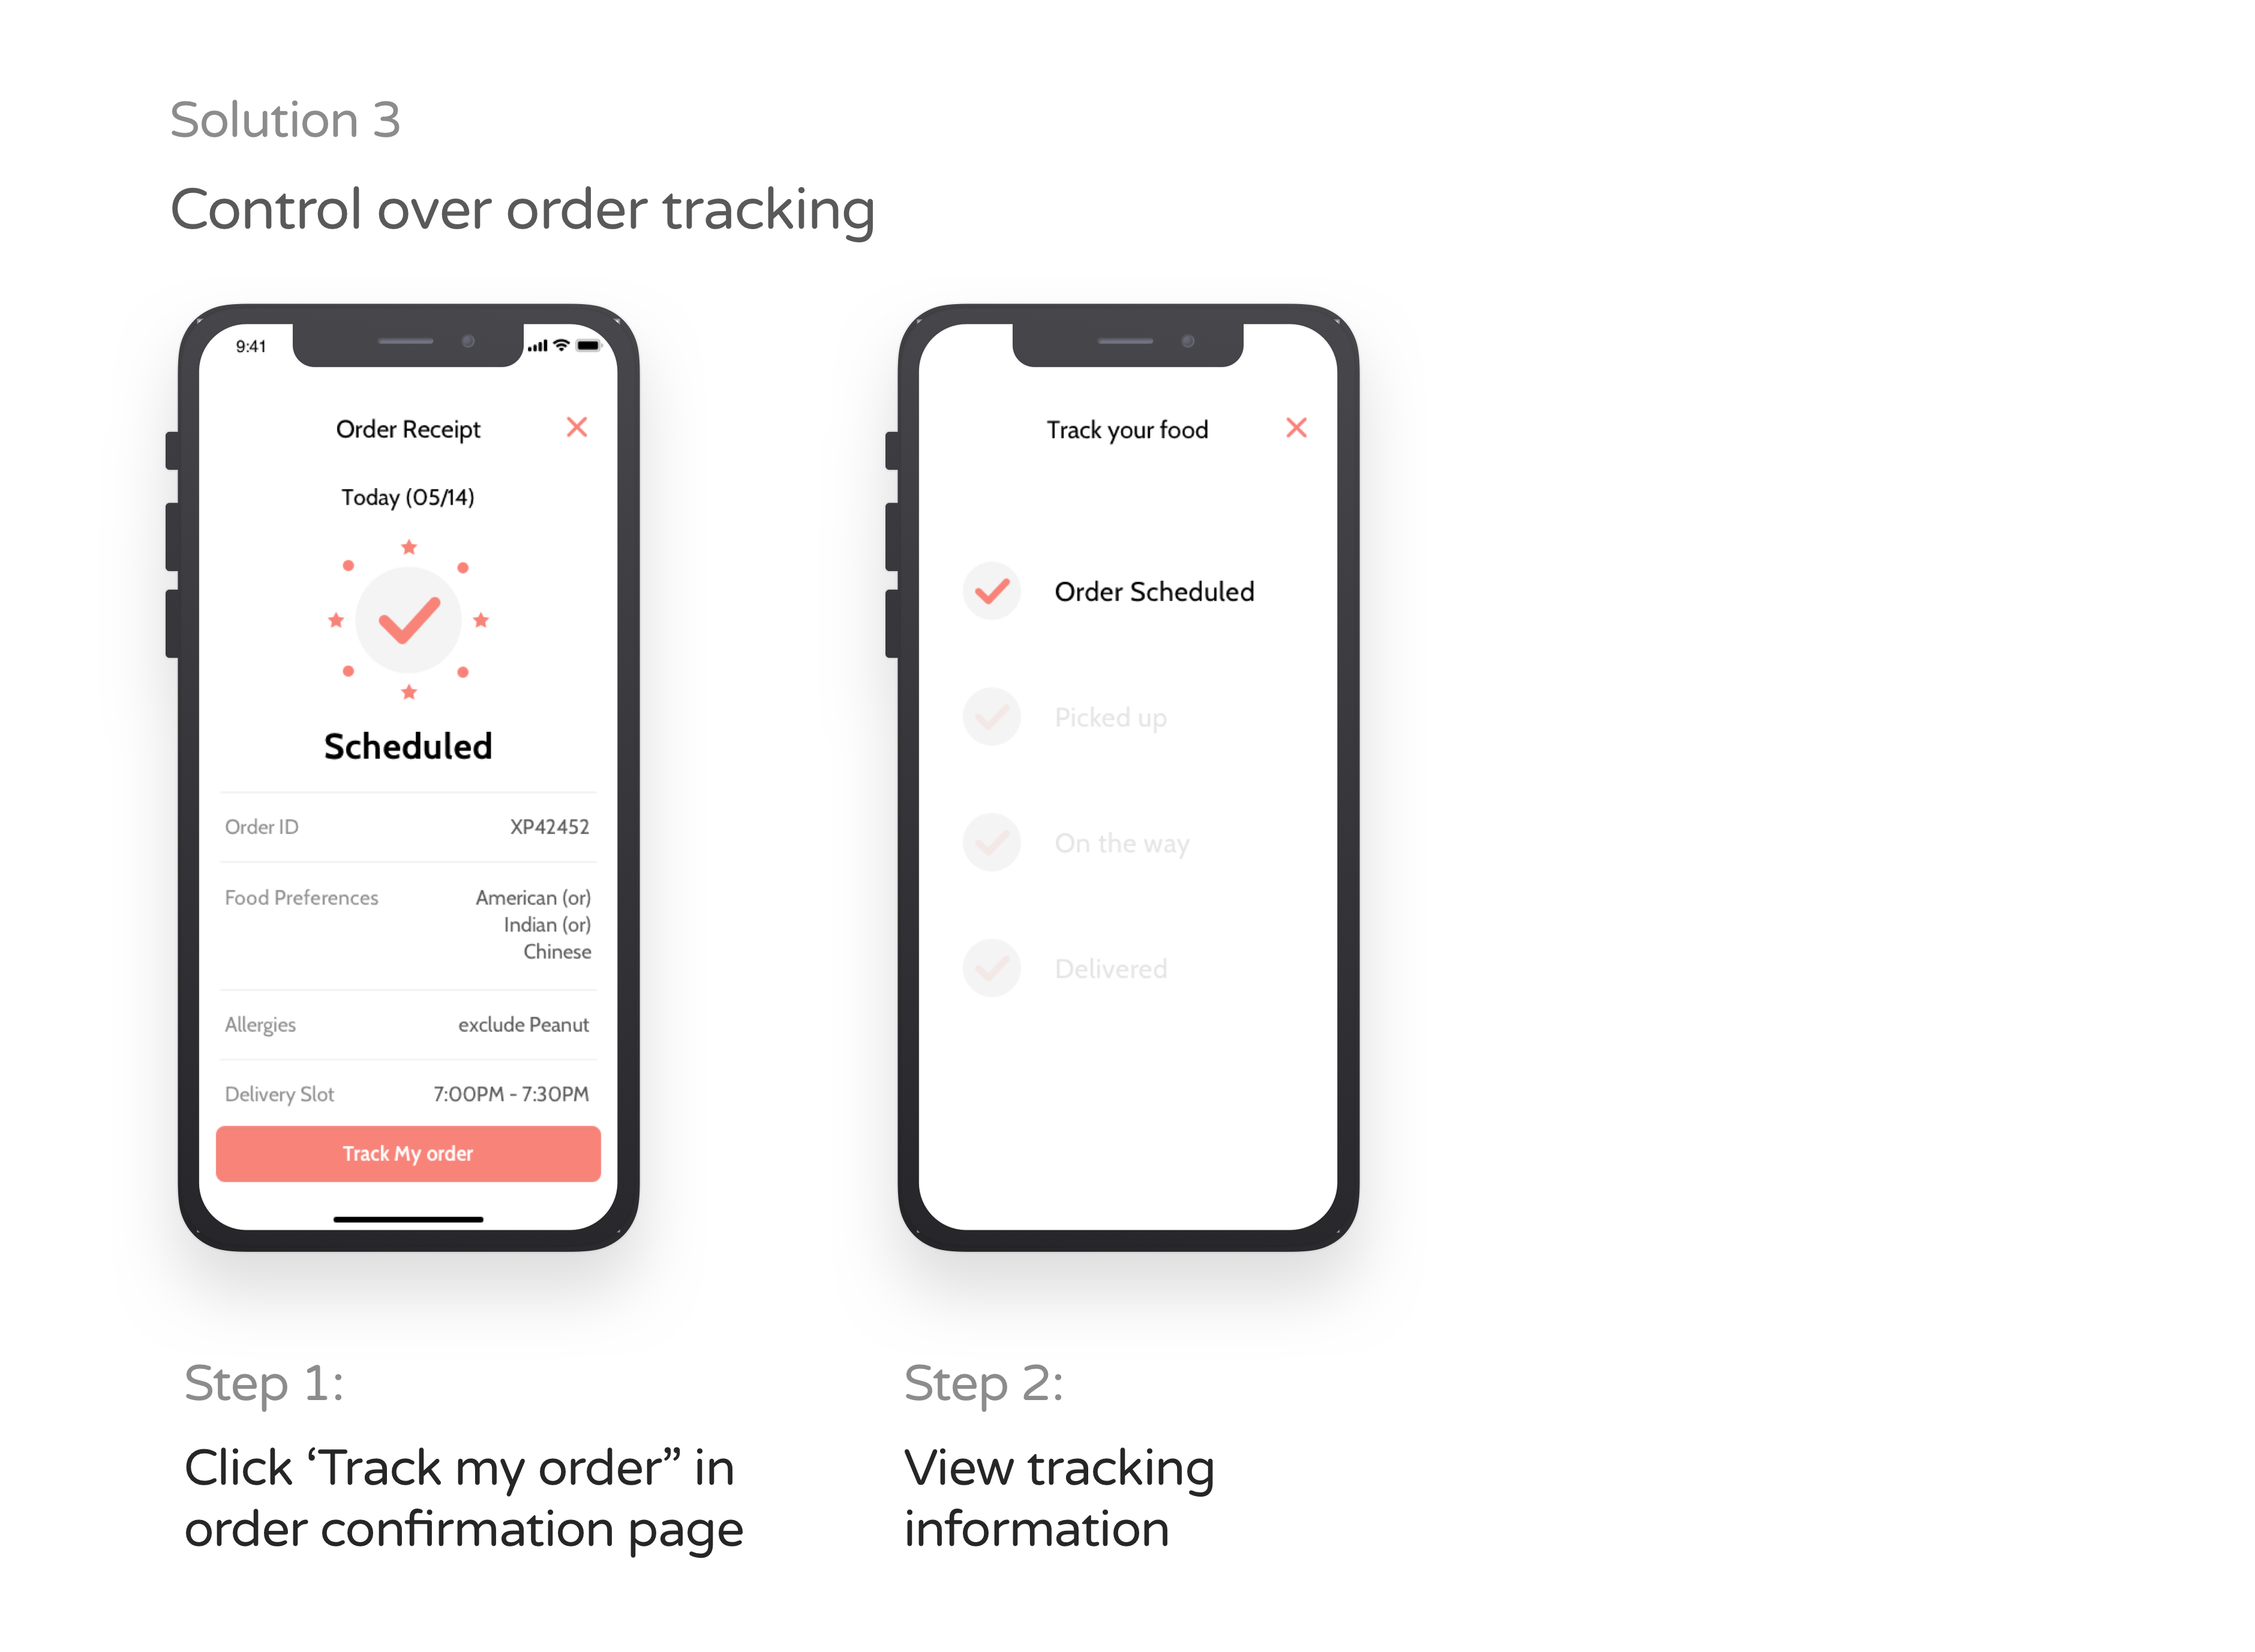 Solution 3
Control over order tracking
9:41
Order Receipt
Today (05/14)
Scheduled
Order ID XP42452
Food Preferences American (or)
Indian (or)
Chinese
Allergies exclude Peanut
Delivery Slot 7:00PM - 7:30PM
Track My order
Track your food
Order Scheduled
Picked up
On the way
Delivered
Step 1:
Click ‘Track my order” in
order confirmation page
Step 2:
View tracking
information